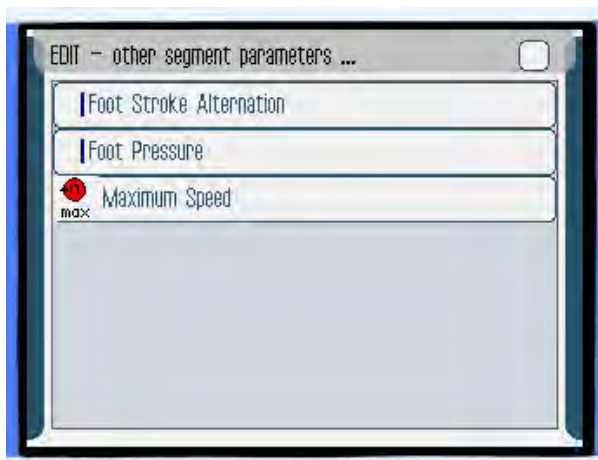 EDIT - other segment parameters ...
Foot Stroke Alternation
Foot Pressure
n
max
Maximum Speed